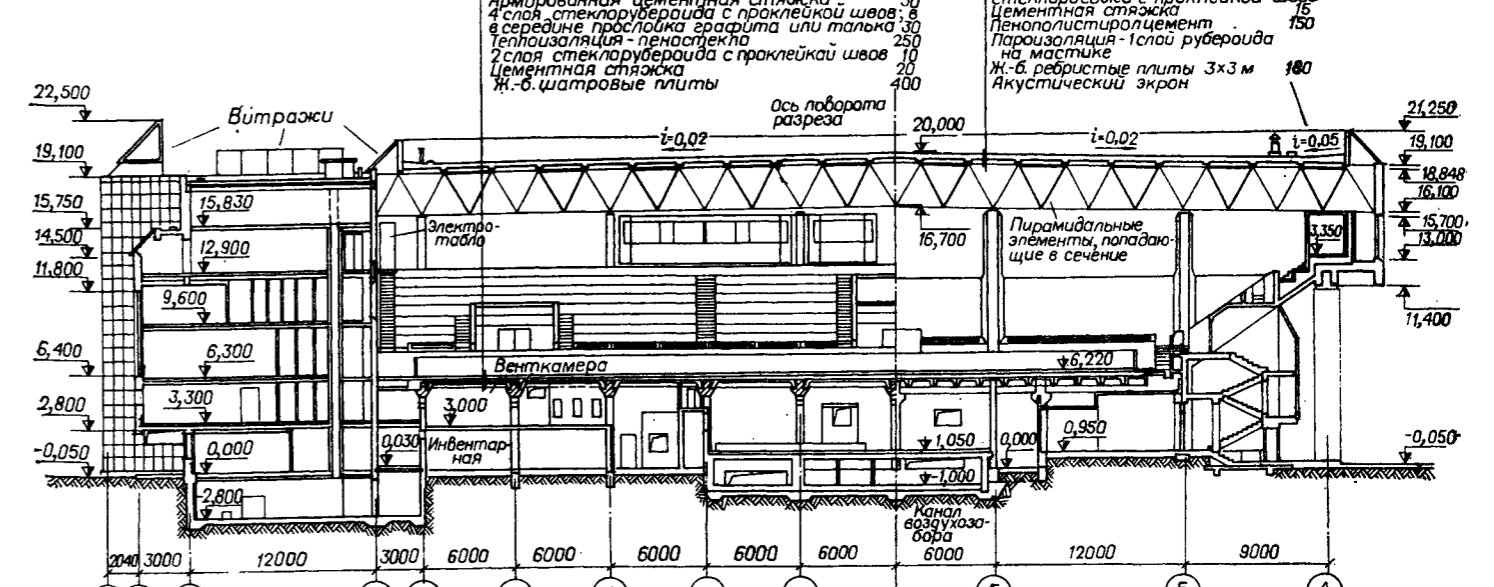 Армированная цементная стяжка - 30
4 слоя стеклорубероида с проклейкой швов; в
в середине прослойка графита или талька 30
Теплоизоляция - пеностекло 250
2 слоя стеклорубероида с проклейкой швов 10
Цементная стяжка 20
Ж.-б. шатровые плиты 400
Цементная стяжка 15
Пенополистиролцемент 150
Пароизоляция - 1 слой рубероида
на мастике
Ж.-б. ребристые плиты 3×3 м 180
Акустический экран
22,500
Витражи
Ось поворота
разреза
i=0,02
20,000
i=0,02
i=0,05
21,250
19,100
19,100
18,848
15,750
15,830
16,100
14,500
Электро-
табло
16,700
Пирамидальные
элементы, попадаю-
щие в сечение
3,350
15,700
13,000
12,900
11,800
9,600
11,400
6,400
6,300
Венткамера
6,220
3,300
3,000
2,800
0,000
0,030
Инвентар-
ная
1,050
0,000
0,950
-0,050
-0,050
-1,000
-2,800
Канал
воздухоза-
бора
2040 3000 12000 3000 6000 6000 6000 6000 6000 6000 12000 9000